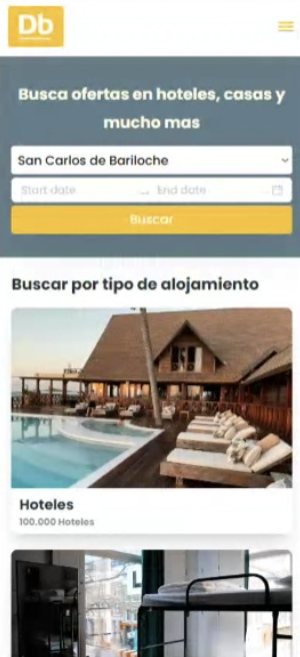 Db
Busca ofertas en hoteles, casas y
mucho mas
San Carlos de Bariloche
Start date → End date
Buscar
Buscar por tipo de alojamiento
Hoteles
100.000 Hoteles